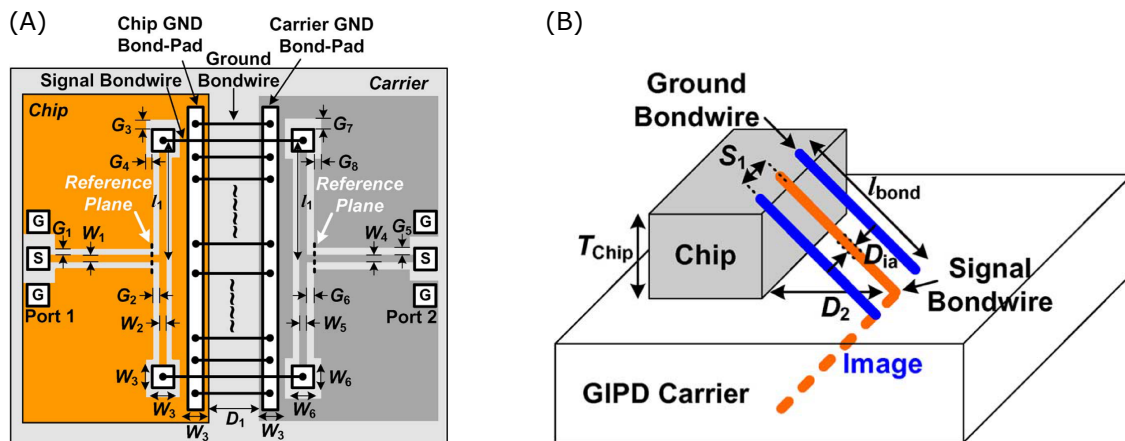 (A)
Chip GND
Bond-Pad
Carrier GND
Bond-Pad
Ground
Bondwire
Signal Bondwire
Chip
Carrier
G3
G7
G4
G8
Reference
Plane
l1
l1
Reference
Plane
G
G1
W1
W4
G5
G
S
S
G
G2
G6
G
Port 1
W2
W5
Port 2
W3
W6
W3
W3
D1
W3
W6
(B)
Ground
Bondwire
S1
lbond
TChip
Chip
Dia
D2
Signal
Bondwire
Image
GIPD Carrier